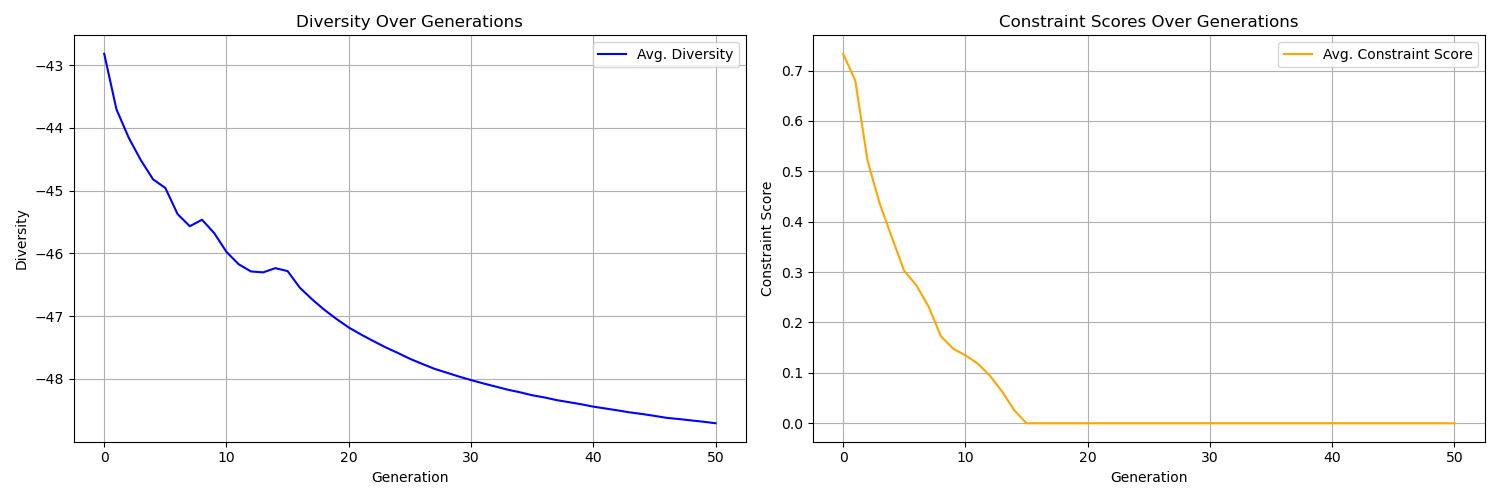 Diversity Over Generations
Avg. Diversity
Diversity
−43
−44
−45
−46
−47
−48
0 10 20 30 40 50
Generation
Constraint Scores Over Generations
Avg. Constraint Score
Constraint Score
0.7
0.6
0.5
0.4
0.3
0.2
0.1
0.0
0 10 20 30 40 50
Generation